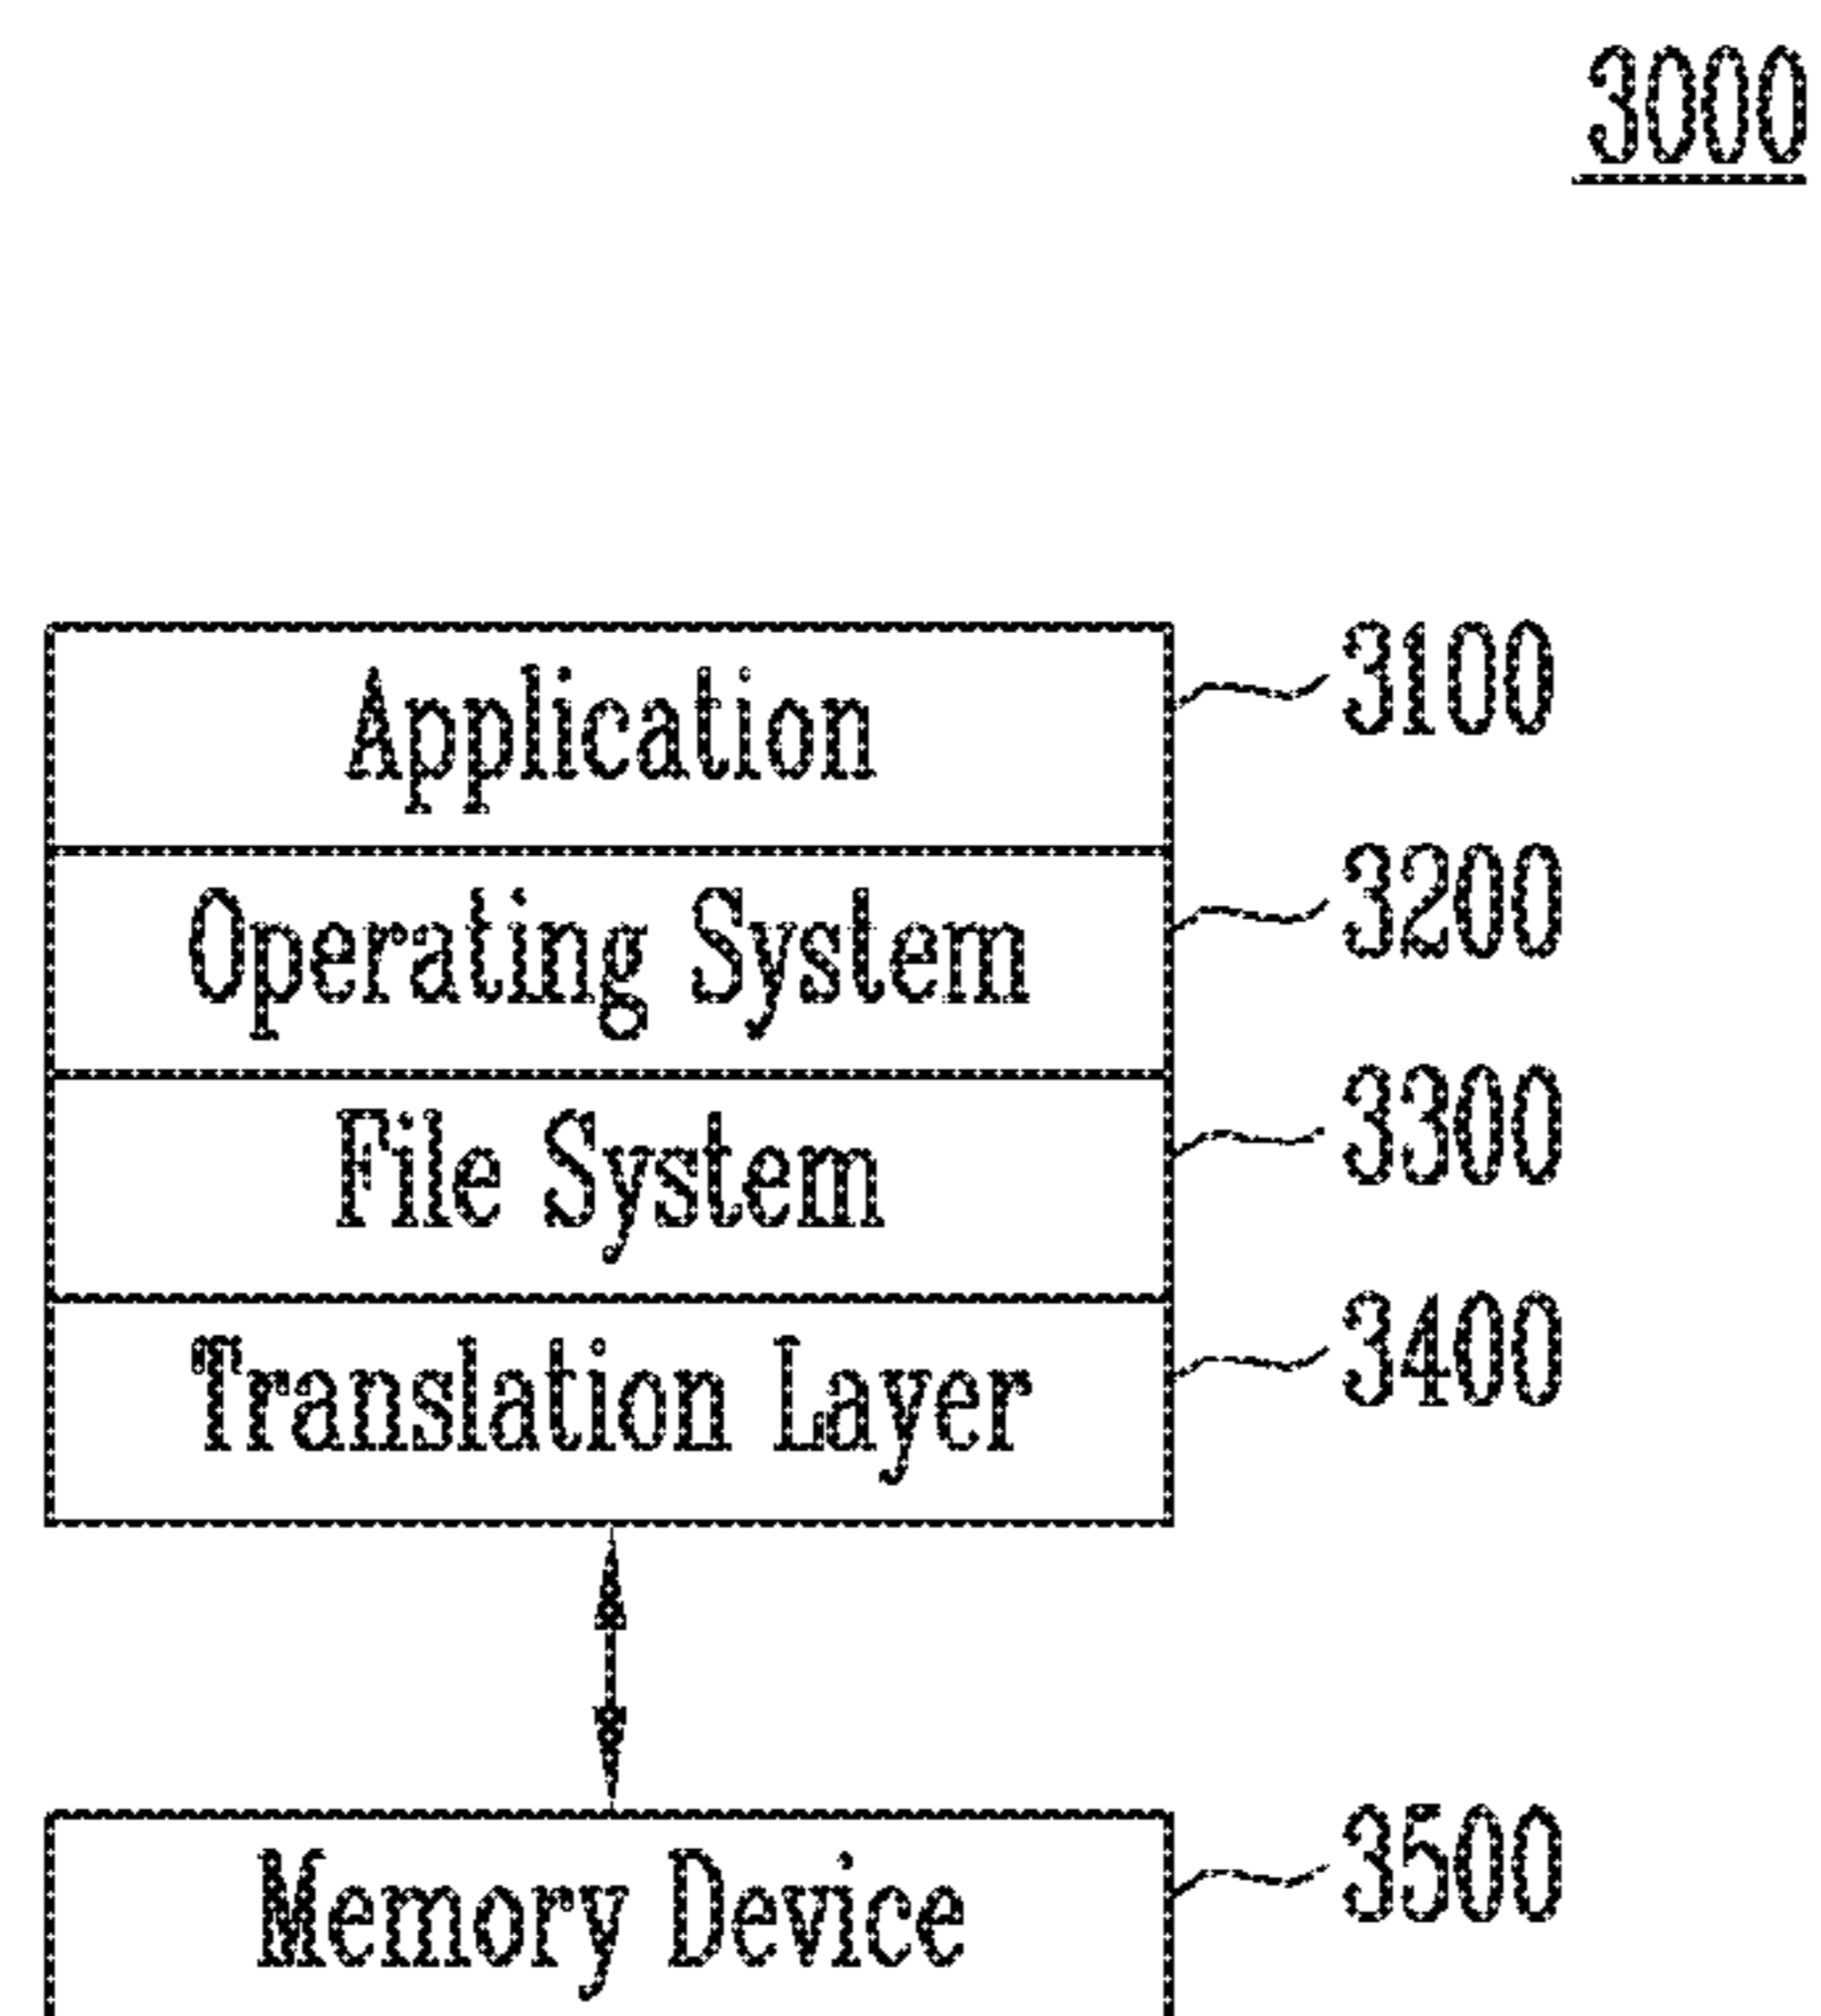 3000
Application 3100
Operating System 3200
File System 3300
Translation Layer 3400
Memory Device 3500